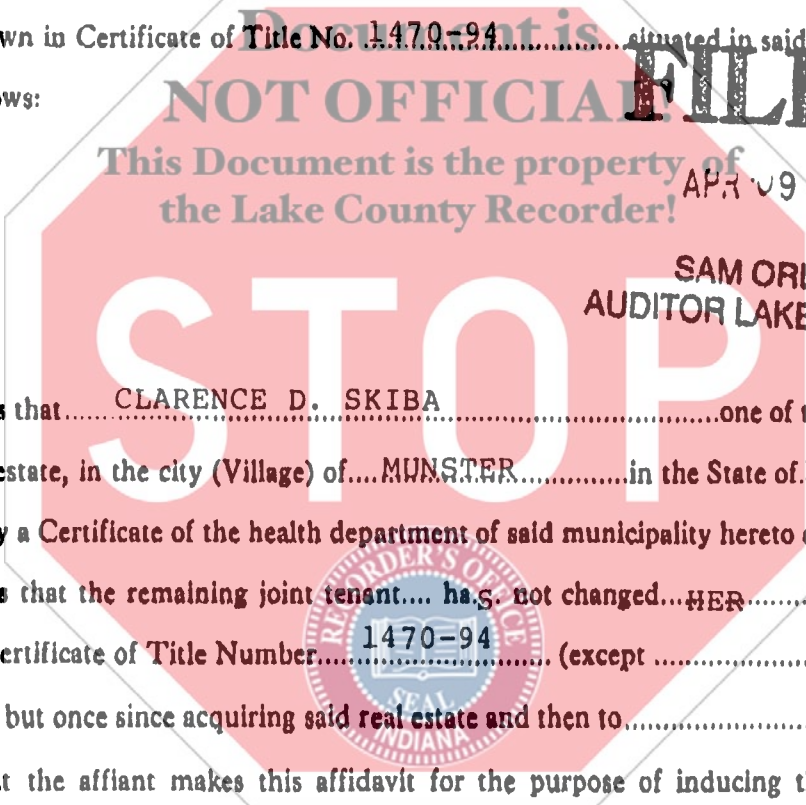 wn in Certificate of Title No. 1470-94 situated in said
Document is
ows:
NOT OFFICIAL!
FIL
This Document is the property of
APR 09
the Lake County Recorder!
SAM ORL
AUDITOR LAKE
STOP
s that...... CLARENCE D. SKIBA ......one of t
estate, in the city (Village) of....MUNSTER............in the State of.
y a Certificate of the health department of said municipality hereto
s that the remaining joint tenant.... has. not changed...HER........
ertificate of Title Number.... 1470-94 ........ (except ................
RECORDER'S OFFICE
SEAL
INDIANA
but once since acquiring said real estate and then to......................
t the affiant makes this affidavit for the purpose of inducing t